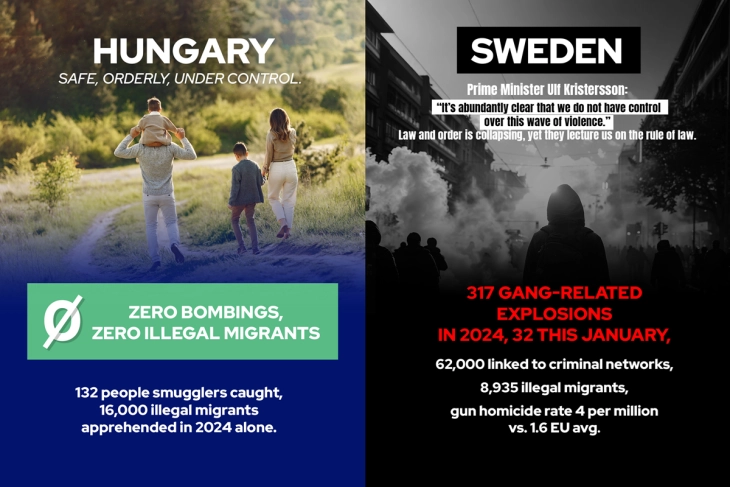 HUNGARY
SAFE, ORDERLY, UNDER CONTROL.
ZERO BOMBINGS,
ZERO ILLEGAL MIGRANTS
132 people smugglers caught,
16,000 illegal migrants
apprehended in 2024 alone.
SWEDEN
Prime Minister Ulf Kristersson:
“It’s abundantly clear that we do not have control
over this wave of violence.”
Law and order is collapsing, yet they lecture us on the rule of law.
317 GANG-RELATED
EXPLOSIONS
IN 2024, 32 THIS JANUARY,
62,000 linked to criminal networks,
8,935 illegal migrants,
gun homicide rate 4 per million
vs. 1.6 EU avg.